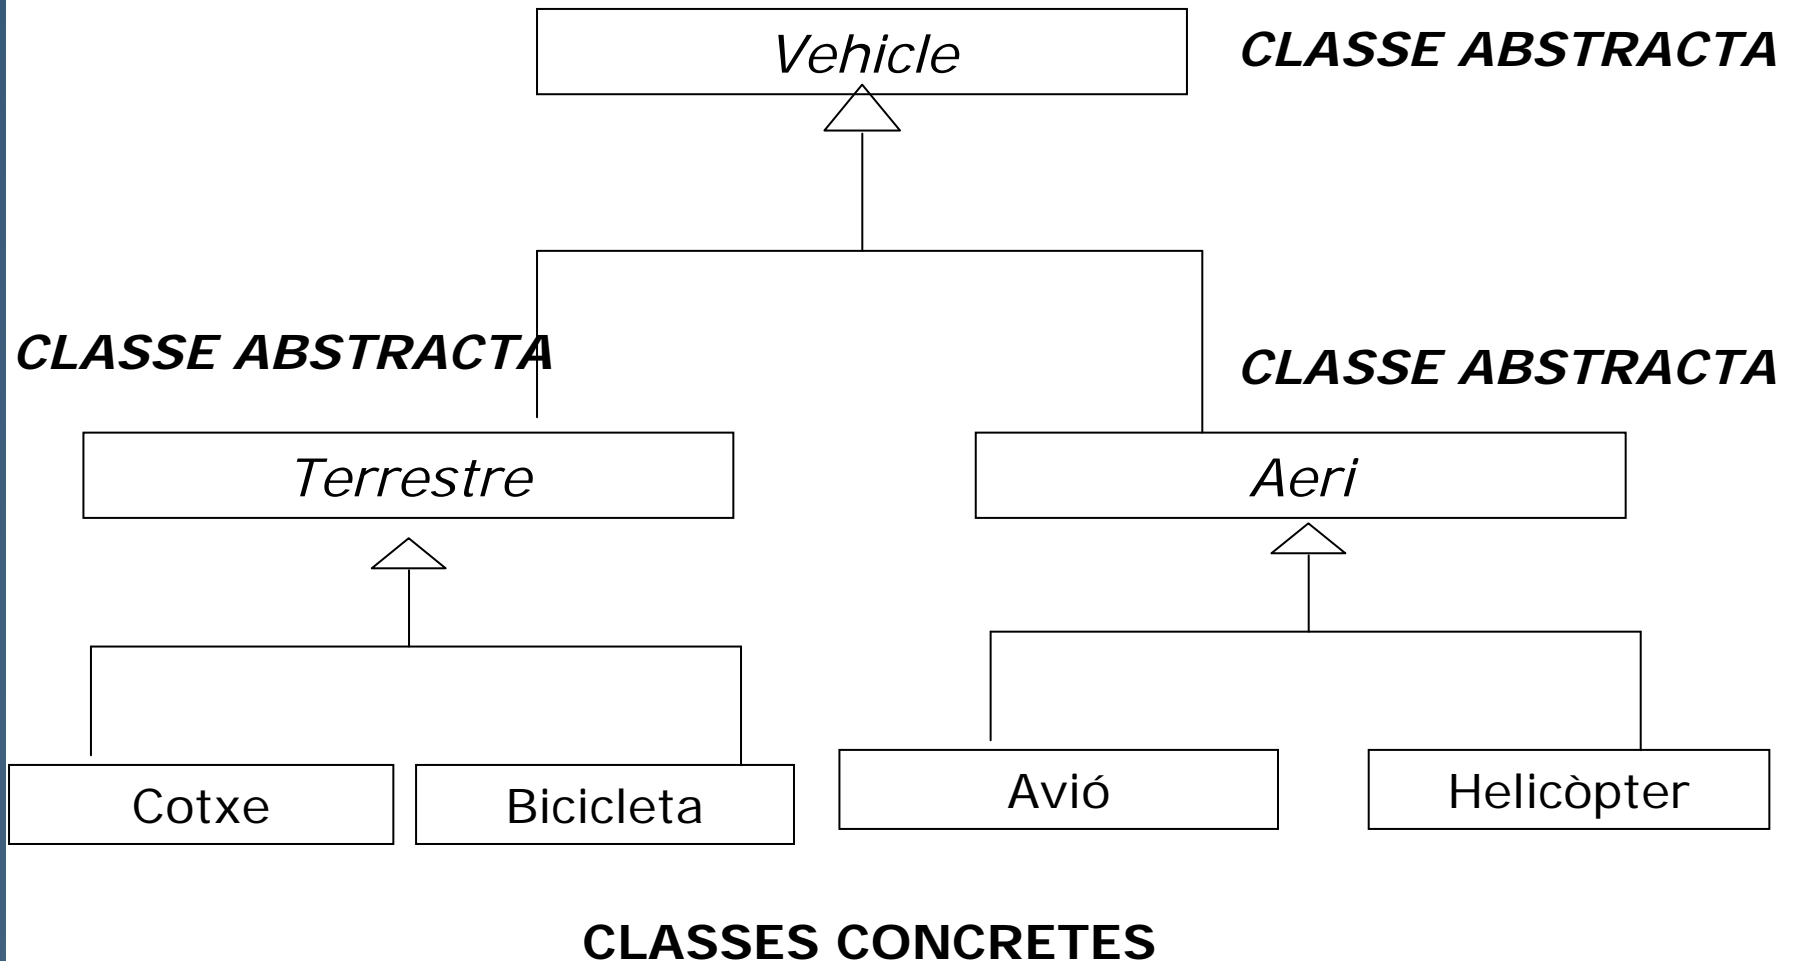 Vehicle
CLASSE ABSTRACTA
CLASSE ABSTRACTA
CLASSE ABSTRACTA
Terrestre
Aeri
Cotxe
Bicicleta
Avió
Helicòpter
CLASSES CONCRETES